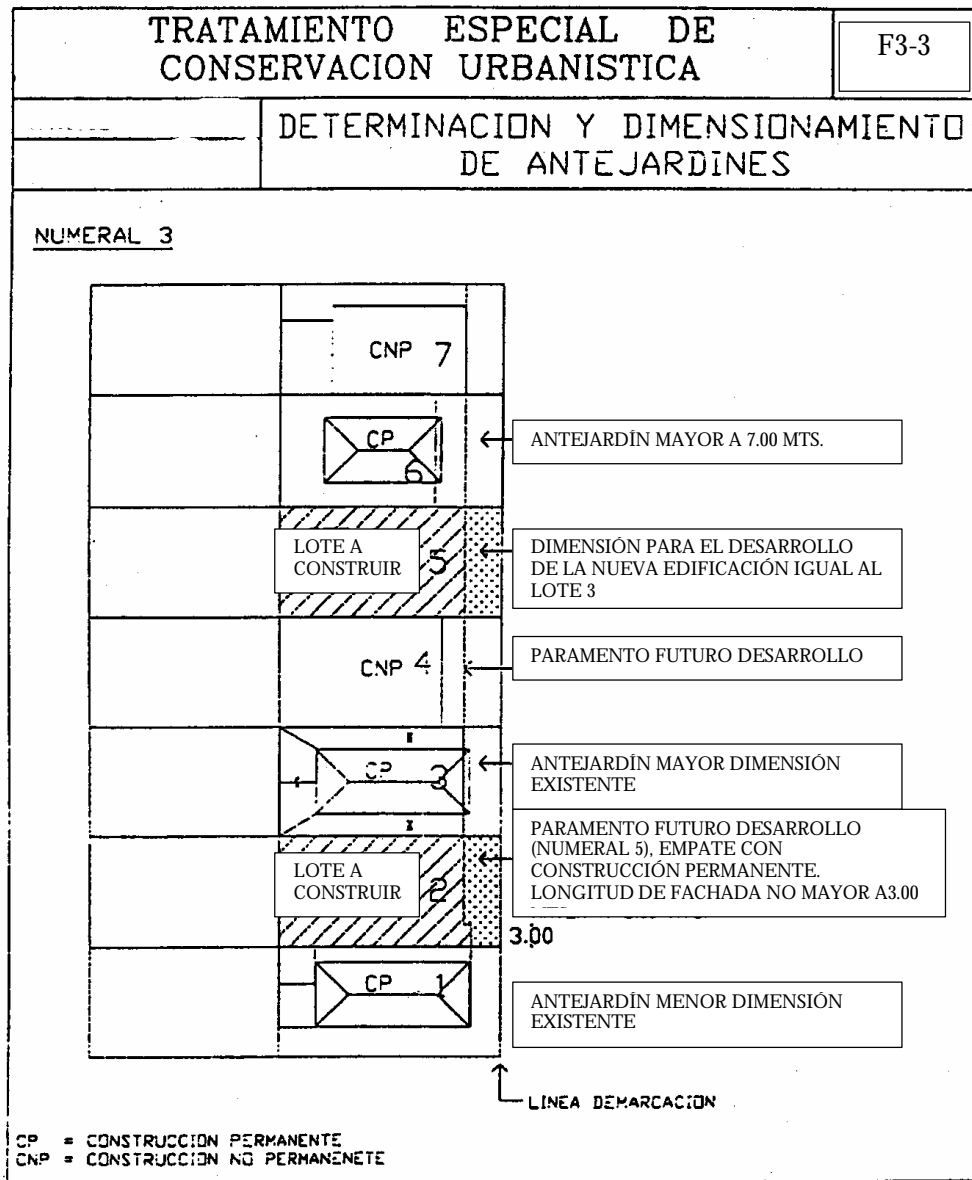 TRATAMIENTO ESPECIAL DE
CONSERVACION URBANISTICA
F3-3
DETERMINACION Y DIMENSIONAMIENTO
DE ANTEJARDINES
NUMERAL 3
CNP 7
CP
6
ANTEJARDÍN MAYOR A 7.00 MTS.
LOTE A
CONSTRUIR
5
DIMENSIÓN PARA EL DESARROLLO
DE LA NUEVA EDIFICACIÓN IGUAL AL
LOTE 3
CNP 4
PARAMENTO FUTURO DESARROLLO
CP 3
ANTEJARDÍN MAYOR DIMENSIÓN
EXISTENTE
LOTE A
CONSTRUIR
2
PARAMENTO FUTURO DESARROLLO
(NUMERAL 5), EMPATE CON
CONSTRUCCIÓN PERMANENTE.
LONGITUD DE FACHADA NO MAYOR A3.00
3.00
CP 1
ANTEJARDÍN MENOR DIMENSIÓN
EXISTENTE
LINEA DEMARCACION
CP = CONSTRUCCION PERMANENTE
CNP = CONSTRUCCION NO PERMANENETE